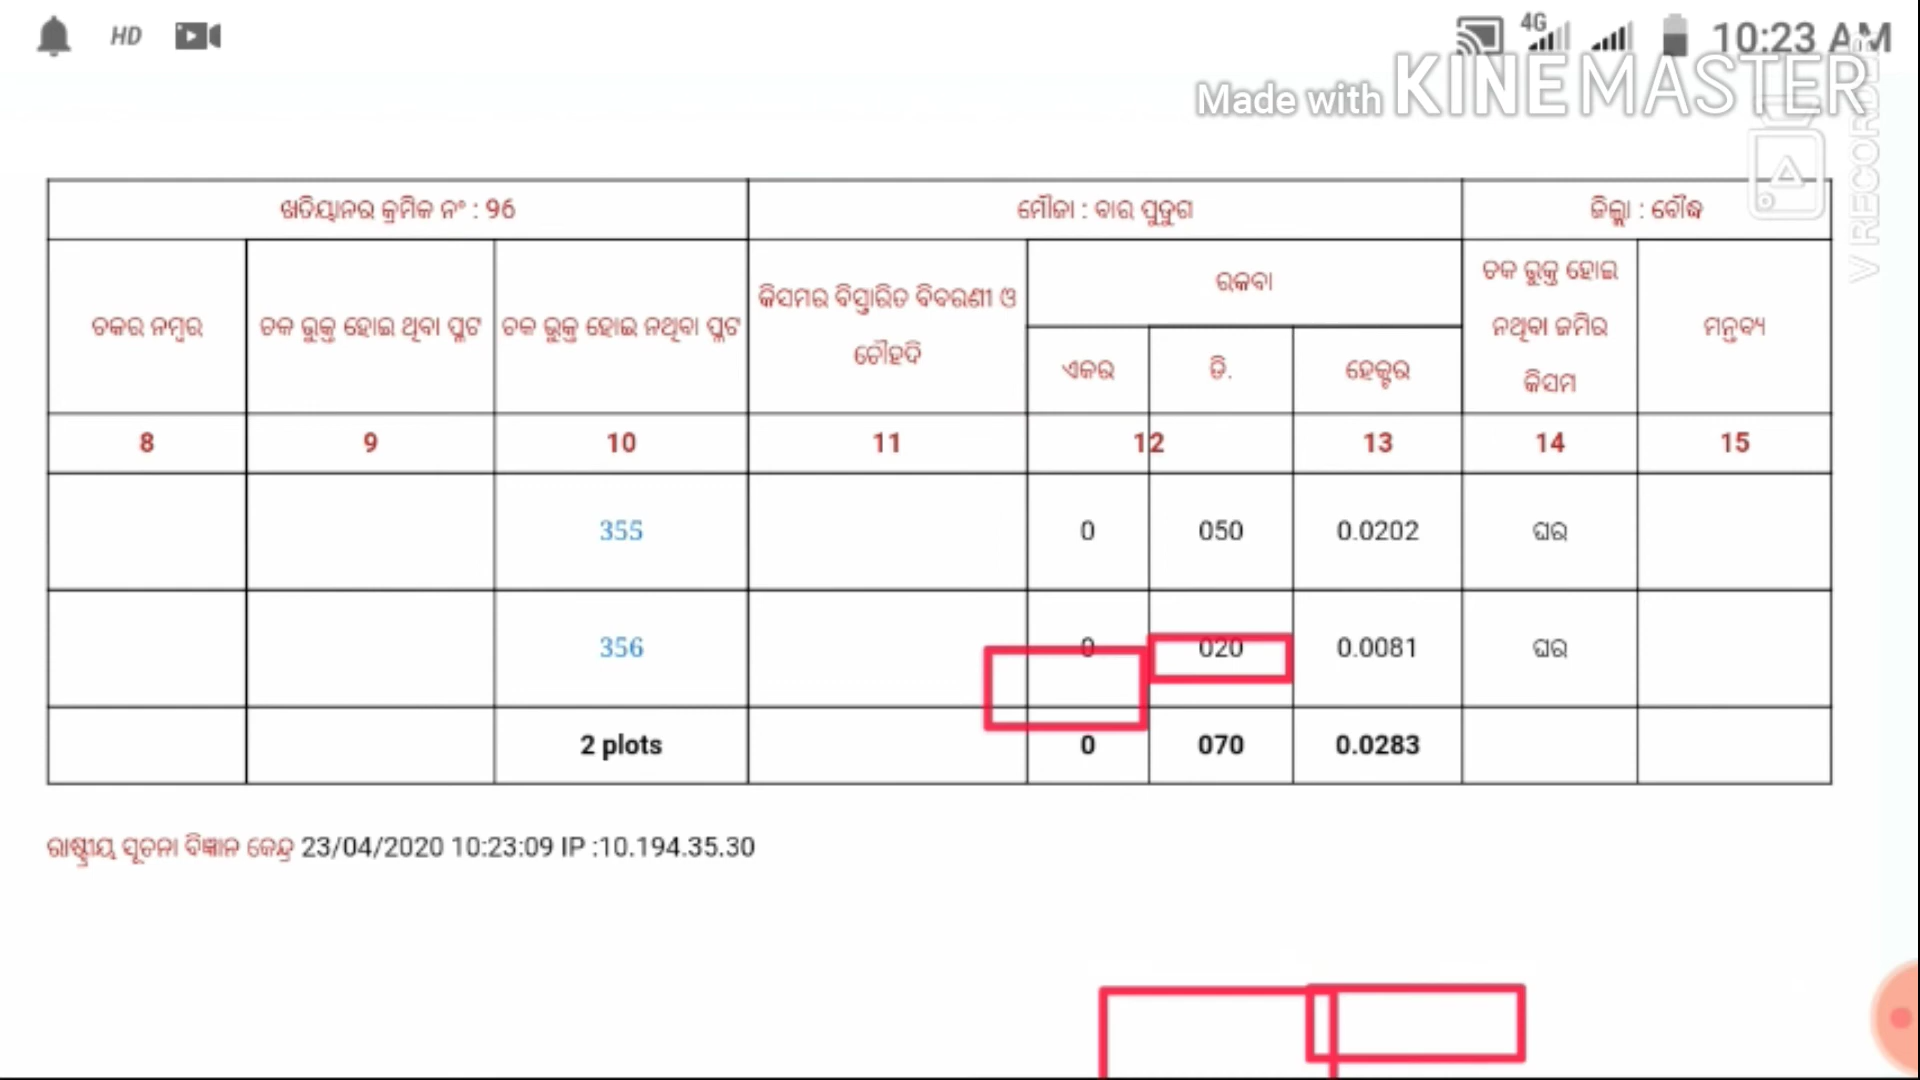 HD 4G 10:23 AM
Made with KINEMASTER
V RECORDER
ଖତିୟାନର କ୍ରମିକ ନଂ : 96 ମୌଜା : ବାର ପୁଡୁଗ ଜିଲ୍ଲା : ବୌଦ୍ଧ
ଚକର ନମ୍ବର ଚକ ଭୁକ୍ତ ହୋଇ ଥିବା ପ୍ଲଟ ଚକ ଭୁକ୍ତ ହୋଇ ନଥିବା ପ୍ଲଟ
କିସମର ବିସ୍ତାରିତ ବିବରଣୀ ଓ
ଚୌହଦି
ରକବା
ଏକର ଡି. ହେକ୍ଟର
ଚକ ଭୁକ୍ତ ହୋଇ
ନଥିବା ଜମିର
କିସମ
ମନ୍ତବ୍ୟ
8 9 10 11 12 13 14 15
355 0 050 0.0202 ଘର
356 0 020 0.0081 ଘର
2 plots 0 070 0.0283
ରାଷ୍ଟ୍ରୀୟ ସୂଚନା ବିଜ୍ଞାନ କେନ୍ଦ୍ର 23/04/2020 10:23:09 IP :10.194.35.30